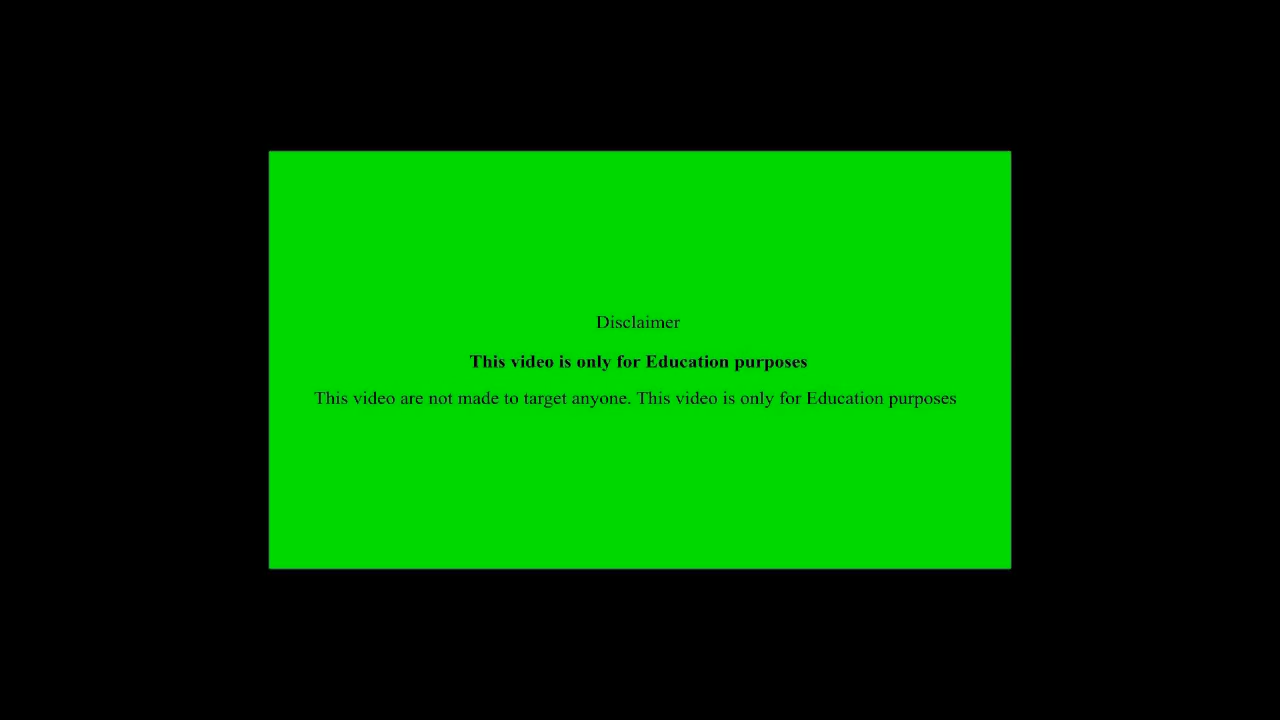 Disclaimer
This video is only for Education purposes
This video are not made to target anyone. This video is only for Education purposes